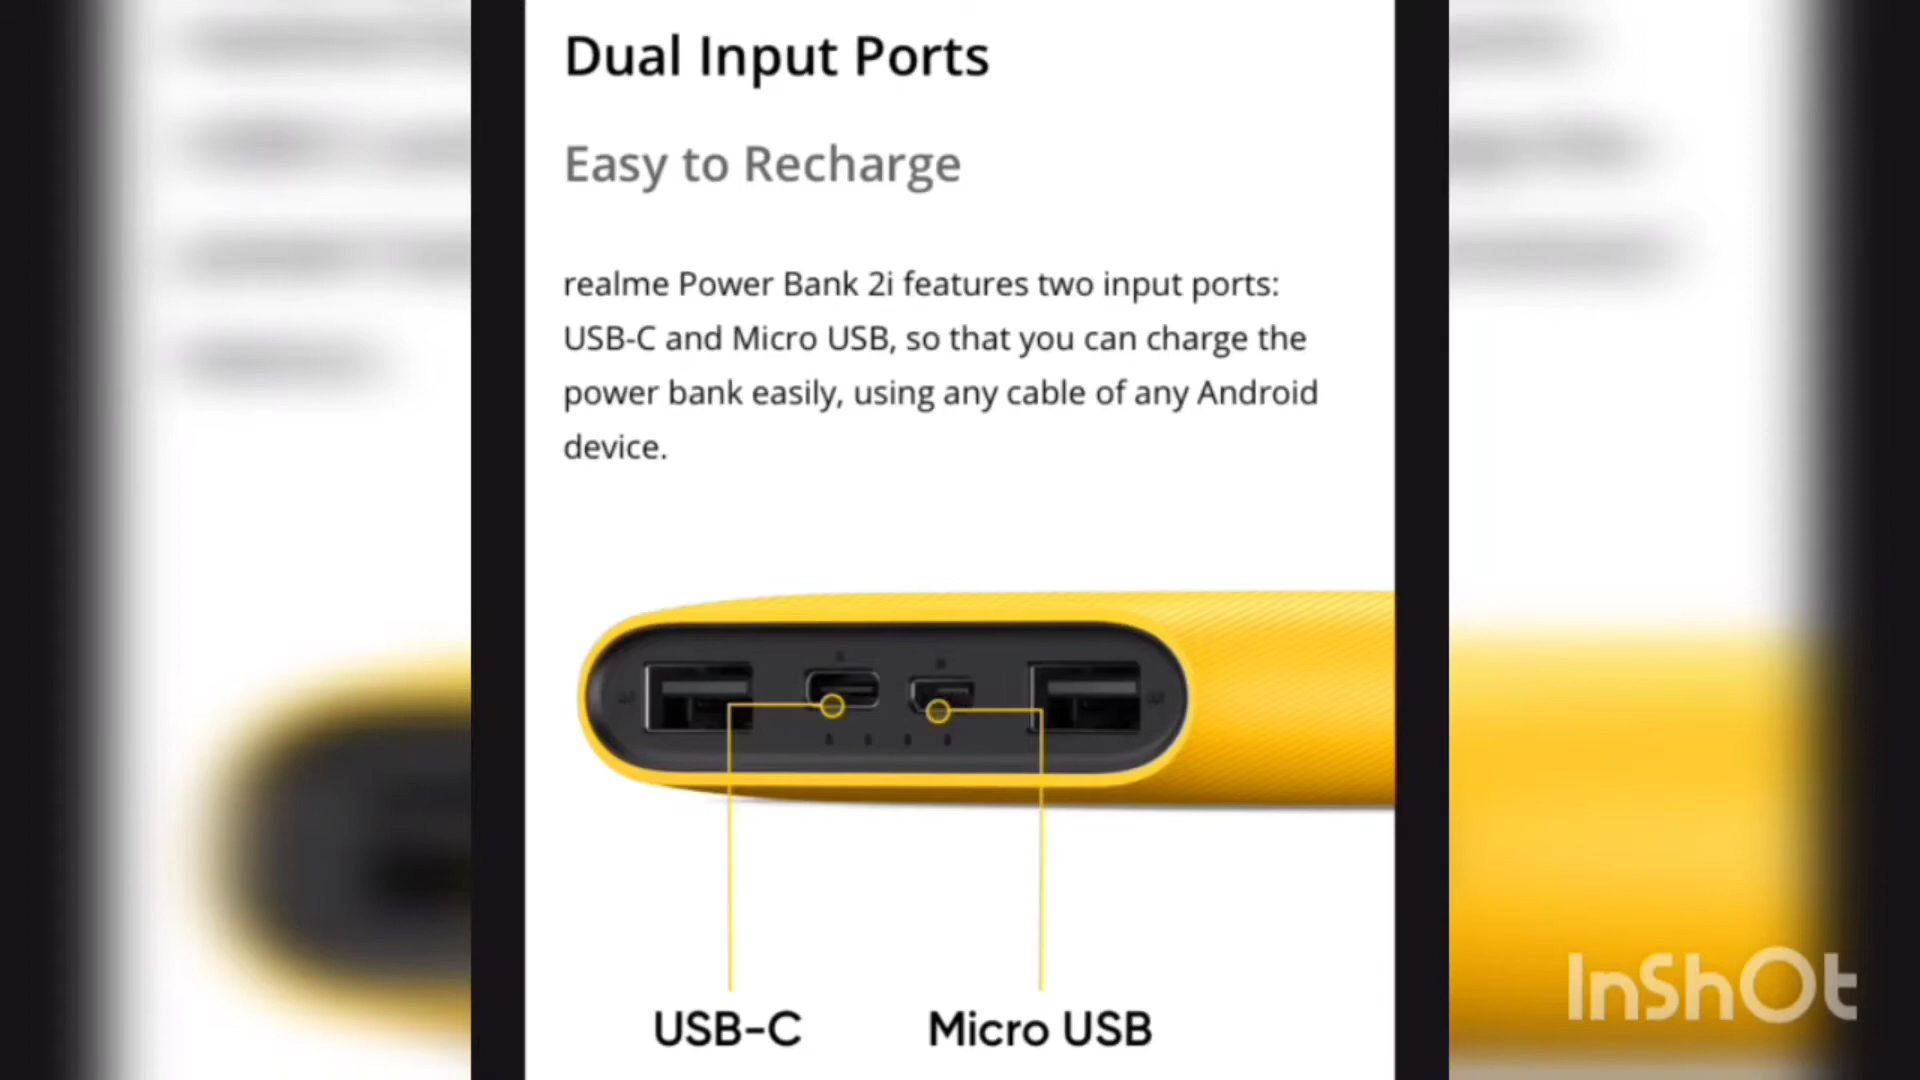 Dual Input Ports
Easy to Recharge
realme Power Bank 2i features two input ports:
USB-C and Micro USB, so that you can charge the
power bank easily, using any cable of any Android
device.
USB-C
Micro USB
InShOt